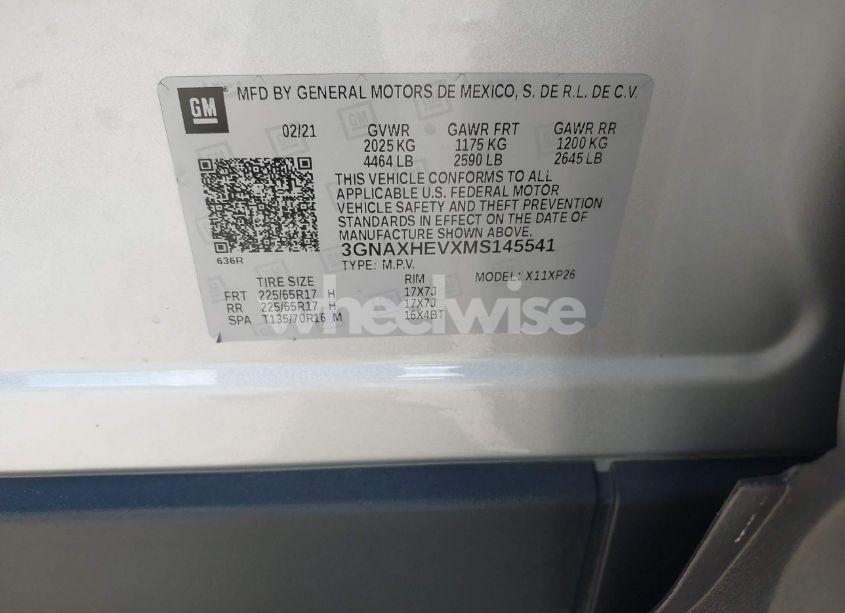 GM MFD BY GENERAL MOTORS DE MEXICO, S. DE R.L. DE C.V.
02/21 GVWR GAWR FRT GAWR RR
2025 KG 1175 KG 1200 KG
4464 LB 2590 LB 2645 LB
THIS VEHICLE CONFORMS TO ALL
APPLICABLE U.S. FEDERAL MOTOR
VEHICLE SAFETY AND THEFT PREVENTION
STANDARDS IN EFFECT ON THE DATE OF
MANUFACTURE SHOWN ABOVE.
636R
3GNAXHEVXMS145541
TYPE: M.P.V. MODEL: X11XP26
TIRE SIZE RIM
FRT 225/65R17 H 17X7J
RR 225/65R17 H 17X7J
SPA T135/70R16 M 16X4BT
wheelwise